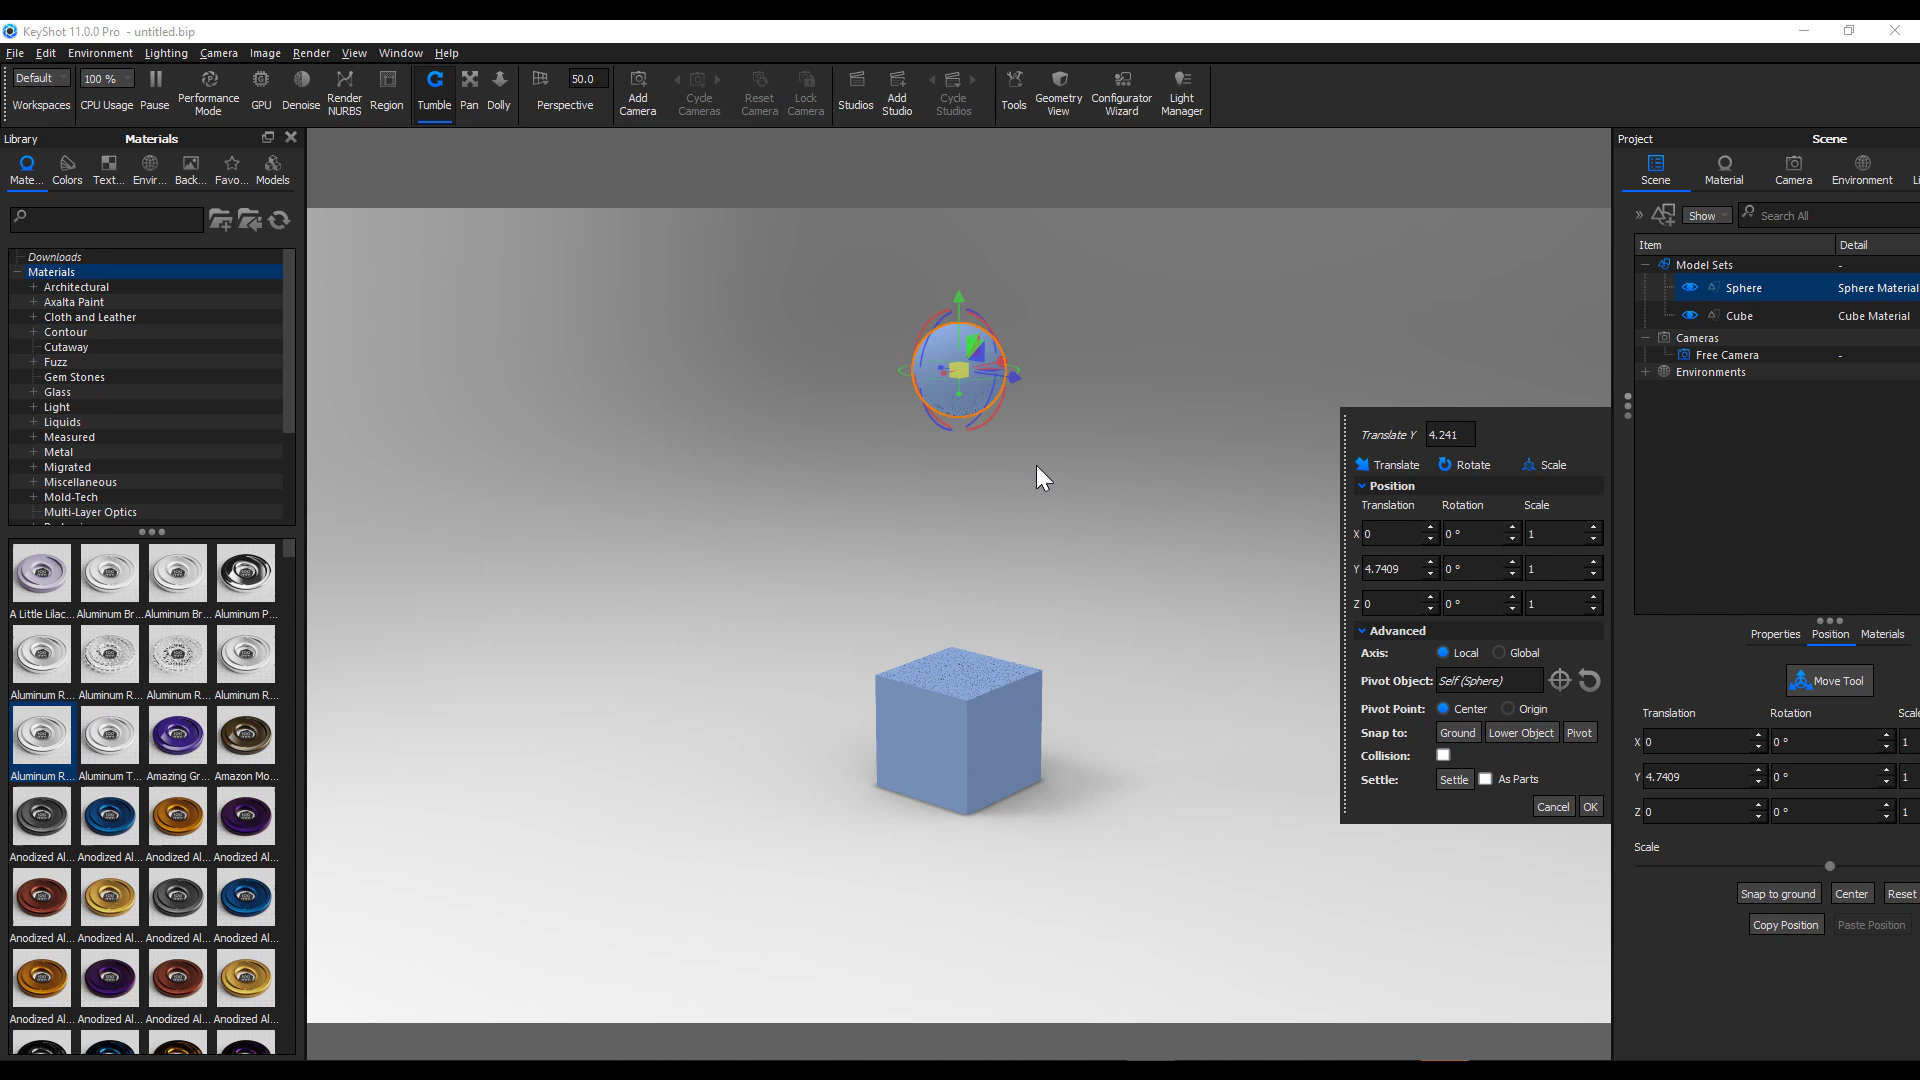 KeyShot 11.0.0 Pro - untitled.bip
File Edit Environment Lighting Camera Image Render View Window Help
Default 100 % 50.0
Workspaces CPU Usage Pause Performance Mode GPU Denoise Render NURBS Region Tumble Pan Dolly Perspective Add Camera Cycle Cameras Reset Camera Lock Camera Studios Add Studio Cycle Studios Tools Geometry View Configurator Wizard Light Manager
Library Materials
Mate... Colors Text... Envir... Back... Favo... Models
Downloads
Materials
Architectural
Axalta Paint
Cloth and Leather
Contour
Cutaway
Fuzz
Gem Stones
Glass
Light
Liquids
Measured
Metal
Migrated
Miscellaneous
Mold-Tech
Multi-Layer Optics
A Little Lilac... Aluminum Br... Aluminum Br... Aluminum P...
Aluminum R... Aluminum R... Aluminum R... Aluminum R...
Aluminum R... Aluminum T... Amazing Gr... Amazon Mo...
Anodized Al... Anodized Al... Anodized Al... Anodized Al...
Anodized Al... Anodized Al... Anodized Al... Anodized Al...
Anodized Al... Anodized Al... Anodized Al... Anodized Al...
Translate Y 4.241
Translate Rotate Scale
Position
Translation Rotation Scale
X 0 0 ° 1
Y 4.7409 0 ° 1
Z 0 0 ° 1
Advanced
Axis: Local Global
Pivot Object: Self (Sphere)
Pivot Point: Center Origin
Snap to: Ground Lower Object Pivot
Collision:
Settle: Settle As Parts
Cancel OK
Project Scene
Scene Material Camera Environment Li
» Show Search All
Item Detail
Model Sets -
Sphere Sphere Material
Cube Cube Material
Cameras
Free Camera -
Environments
Properties Position Materials
Move Tool
Translation Rotation Scale
X 0 0 ° 1
Y 4.7409 0 ° 1
Z 0 0 ° 1
Scale
Snap to ground Center Reset
Copy Position Paste Position